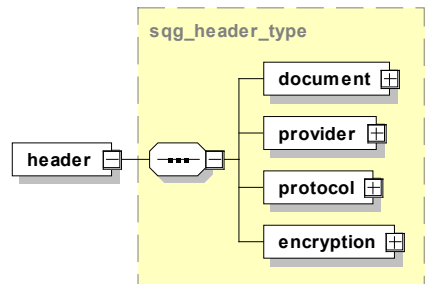 sqg_header_type
document
provider
header
protocol
encryption